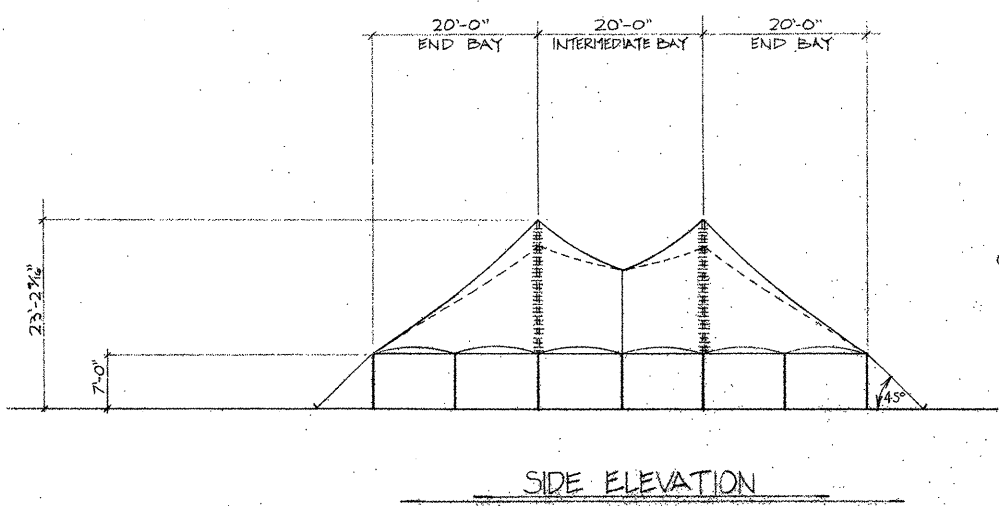 20'-0" 20'-0" 20'-0"
END BAY INTERMEDIATE BAY END BAY
23'-2 9/16"
7'-0"
45°
SIDE ELEVATION